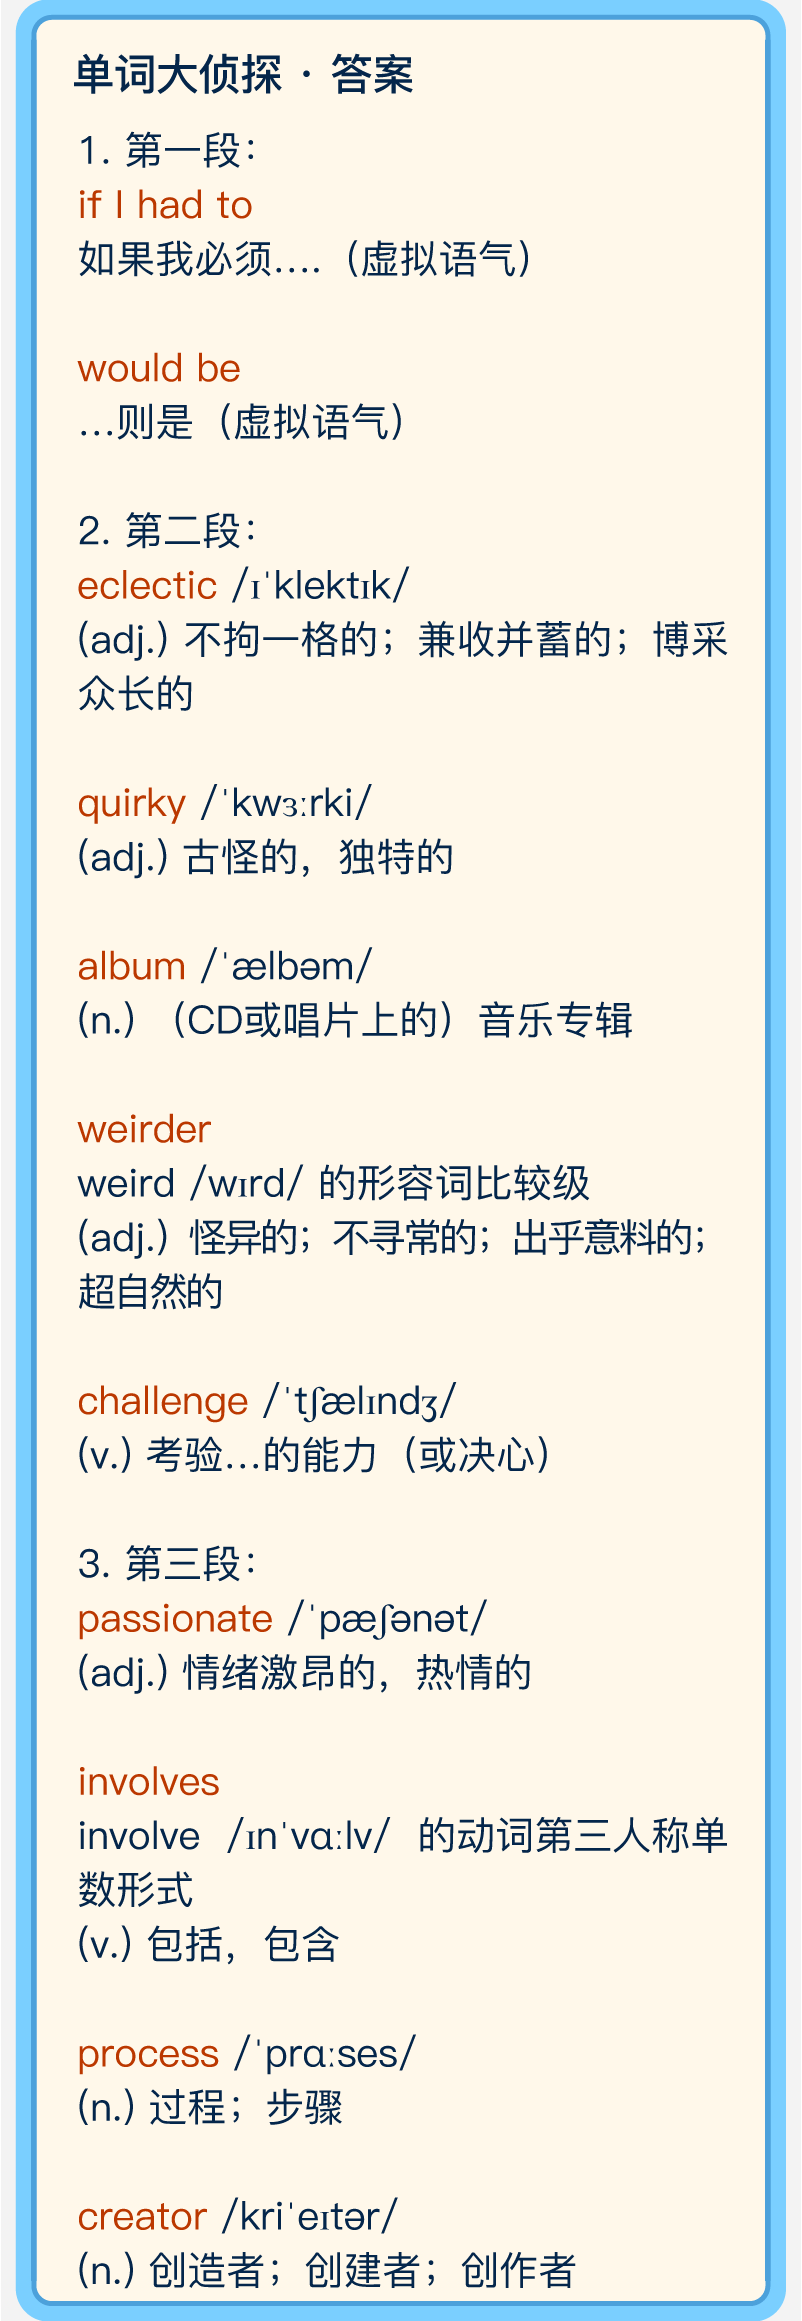 单词大侦探 · 答案
1. 第一段：
if I had to
如果我必须....（虚拟语气）
would be
...则是（虚拟语气）
2. 第二段：
eclectic /ɪˈklektɪk/
(adj.) 不拘一格的；兼收并蓄的；博采
众长的
quirky /ˈkwɜːrki/
(adj.) 古怪的，独特的
album /ˈælbəm/
(n.) （CD或唱片上的）音乐专辑
weirder
weird /wɪrd/ 的形容词比较级
(adj.) 怪异的；不寻常的；出乎意料的；
超自然的
challenge /ˈtʃælɪndʒ/
(v.) 考验...的能力（或决心）
3. 第三段：
passionate /ˈpæʃənət/
(adj.) 情绪激昂的，热情的
involves
involve /ɪnˈvɑːlv/ 的动词第三人称单
数形式
(v.) 包括，包含
process /ˈprɑːses/
(n.) 过程；步骤
creator /kriˈeɪtər/
(n.) 创造者；创建者；创作者